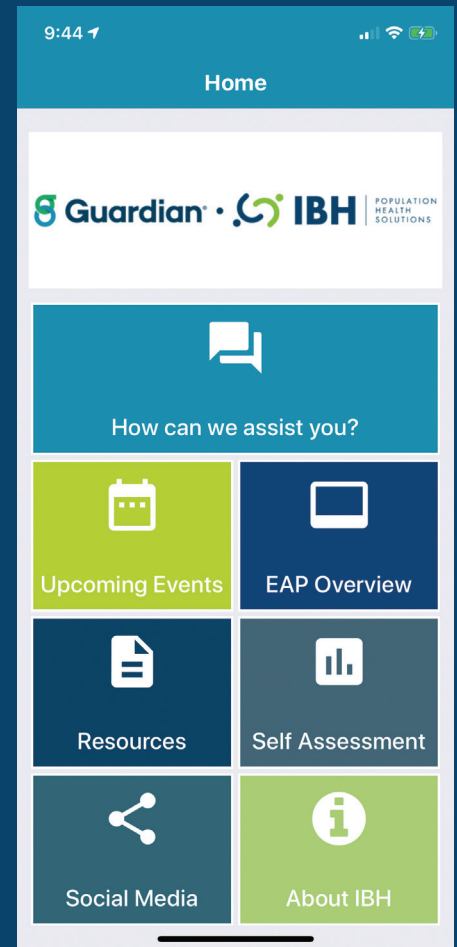 9:44
Home
Guardian · IBH POPULATION
HEALTH
SOLUTIONS
How can we assist you?
Upcoming Events
EAP Overview
Resources
Self Assessment
Social Media
About IBH